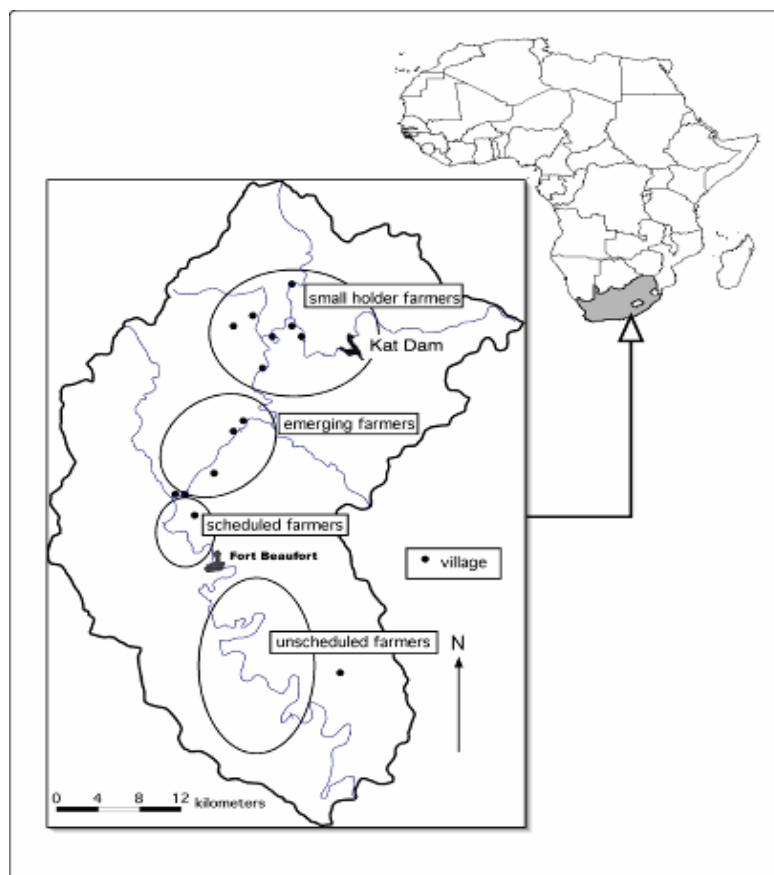 small holder farmers
Kat Dam
emerging farmers
scheduled farmers
Fort Beaufort
village
unscheduled farmers
N
0 4 8 12
kilometers